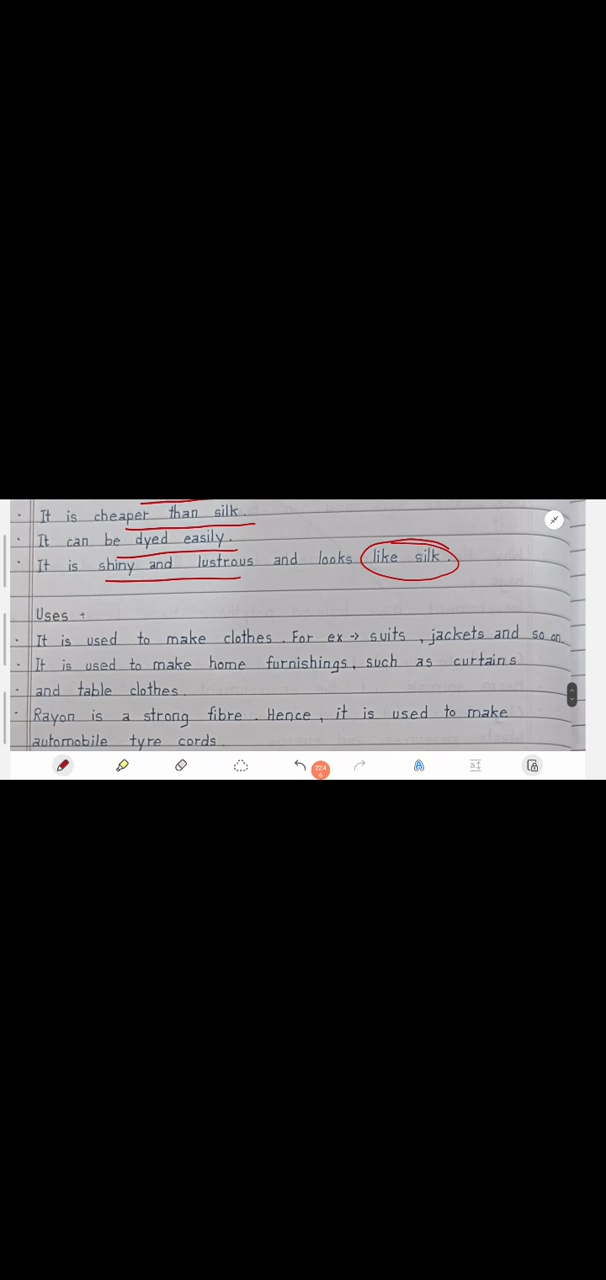 · It is cheaper than silk.
· It can be dyed easily.
· It is shiny and lustrous and looks like silk.
Uses →
· It is used to make clothes. For ex → suits, jackets and so on.
· It is used to make home furnishings, such as curtains
· and table clothes.
· Rayon is a strong fibre. Hence, it is used to make
automobile tyre cords.